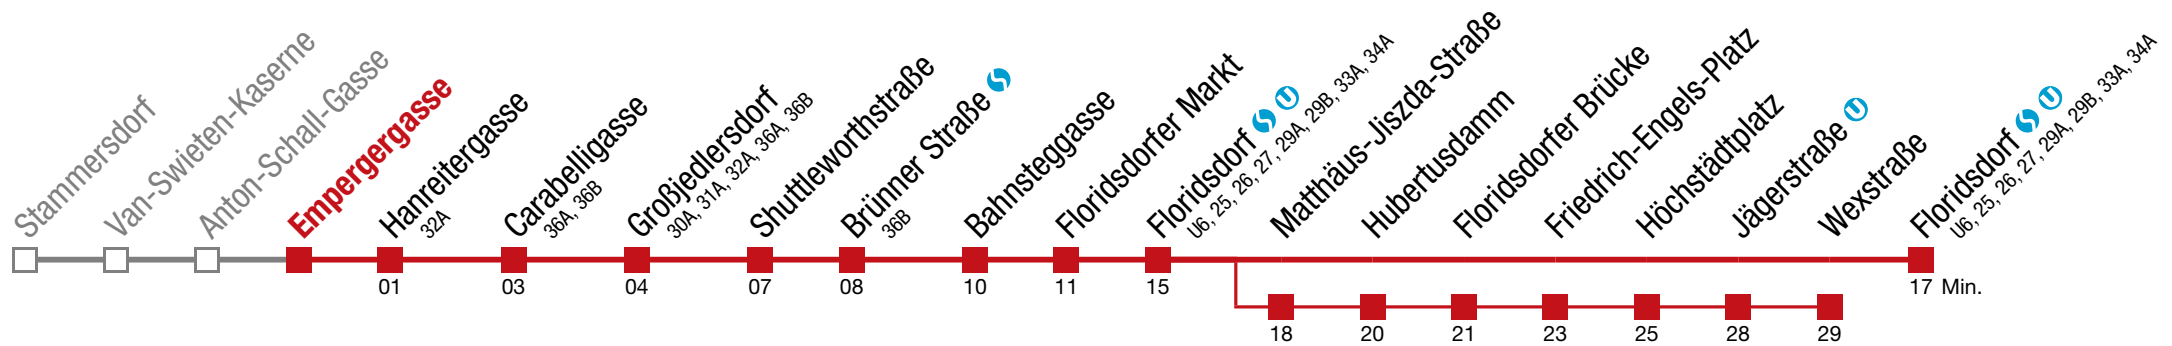 Stammersdorf
Van-Swieten-Kaserne
Anton-Schall-Gasse
Empergergasse
Hanreitergasse
32A
Carabelligasse
36A, 36B
Großjedlersdorf
30A, 31A, 32A, 36A, 36B
Shuttleworthstraße
Brünner Straße
36B
Bahnsteggasse
Floridsdorfer Markt
Floridsdorf U
U6, 25, 26, 27, 29A, 29B, 33A, 34A
Matthäus-Jiszda-Straße
Hubertusdamm
Floridsdorfer Brücke
Friedrich-Engels-Platz
Höchstädtplatz
Jägerstraße U
Wexstraße
Floridsdorf U
U6, 25, 26, 27, 29A, 29B, 33A, 34A
01 03 04 07 08 10 11 15 17 Min.
18 20 21 23 25 28 29